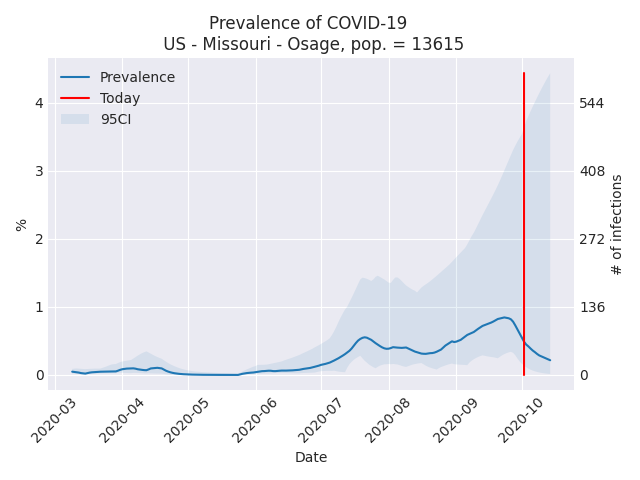 Prevalence of COVID-19
US - Missouri - Osage, pop. = 13615
Prevalence
Today
95CI
%
4
3
2
1
0
544
408
272
136
0
# of infections
2020-03
2020-04
2020-05
2020-06
2020-07
2020-08
2020-09
2020-10
Date